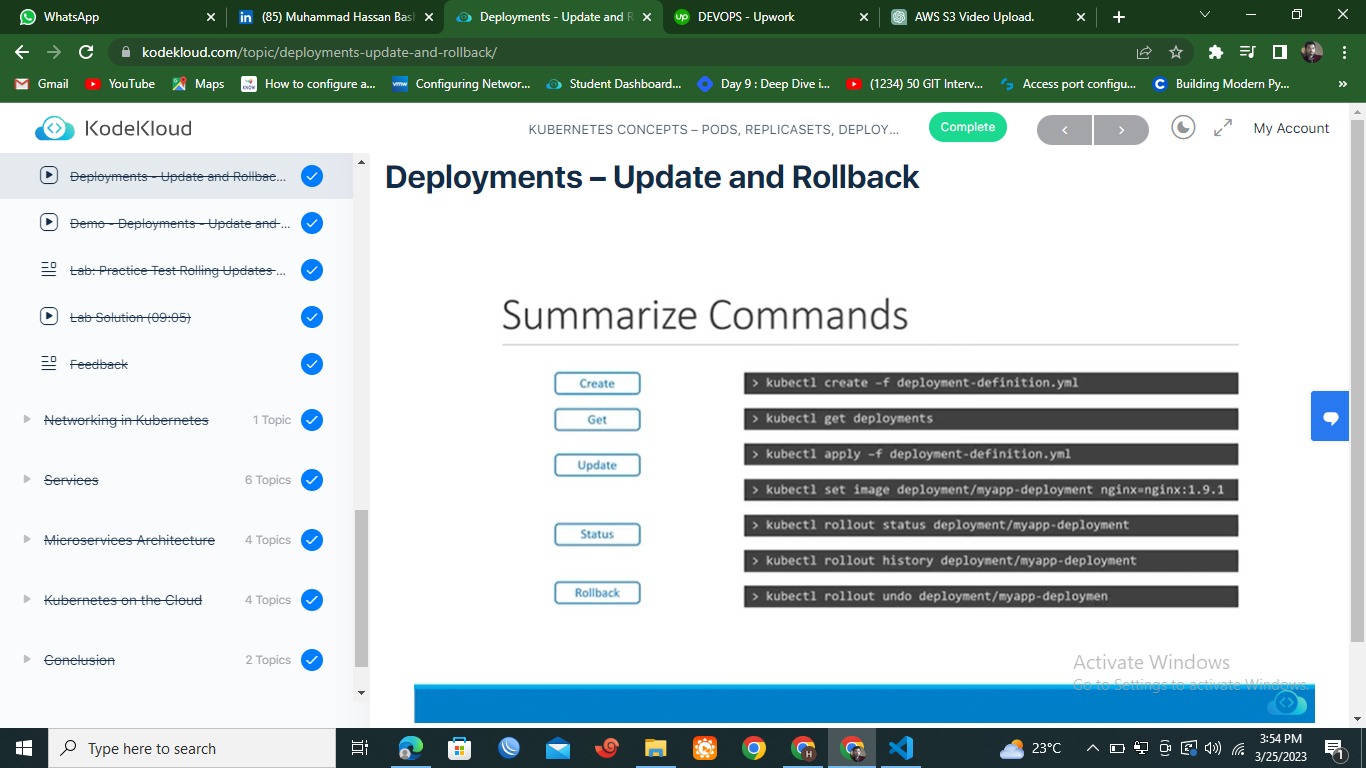 WhatsApp
(85) Muhammad Hassan Bas
Deployments - Update and R
DEVOPS - Upwork
AWS S3 Video Upload.
kodekloud.com/topic/deployments-update-and-rollback/
Gmail
YouTube
Maps
How to configure a...
Configuring Networ...
Student Dashboard...
Day 9 : Deep Dive i...
(1234) 50 GIT Interv...
Access port configu...
Building Modern Py...
»
KodeKloud
KUBERNETES CONCEPTS – PODS, REPLICASETS, DEPLOY...
Complete
My Account
Deployments - Update and Rollbac...
Demo - Deployments - Update and ...
Lab: Practice Test Rolling Updates ...
Lab Solution (09:05)
Feedback
Networking in Kubernetes 1 Topic
Services 6 Topics
Microservices Architecture 4 Topics
Kubernetes on the Cloud 4 Topics
Conclusion 2 Topics
Deployments – Update and Rollback
Summarize Commands
Create
> kubectl create –f deployment-definition.yml
Get
> kubectl get deployments
Update
> kubectl apply –f deployment-definition.yml
> kubectl set image deployment/myapp-deployment nginx=nginx:1.9.1
Status
> kubectl rollout status deployment/myapp-deployment
> kubectl rollout history deployment/myapp-deployment
Rollback
> kubectl rollout undo deployment/myapp-deploymen
Activate Windows
Go to Settings to activate Windows.
Type here to search
23°C
3:54 PM
3/25/2023
1